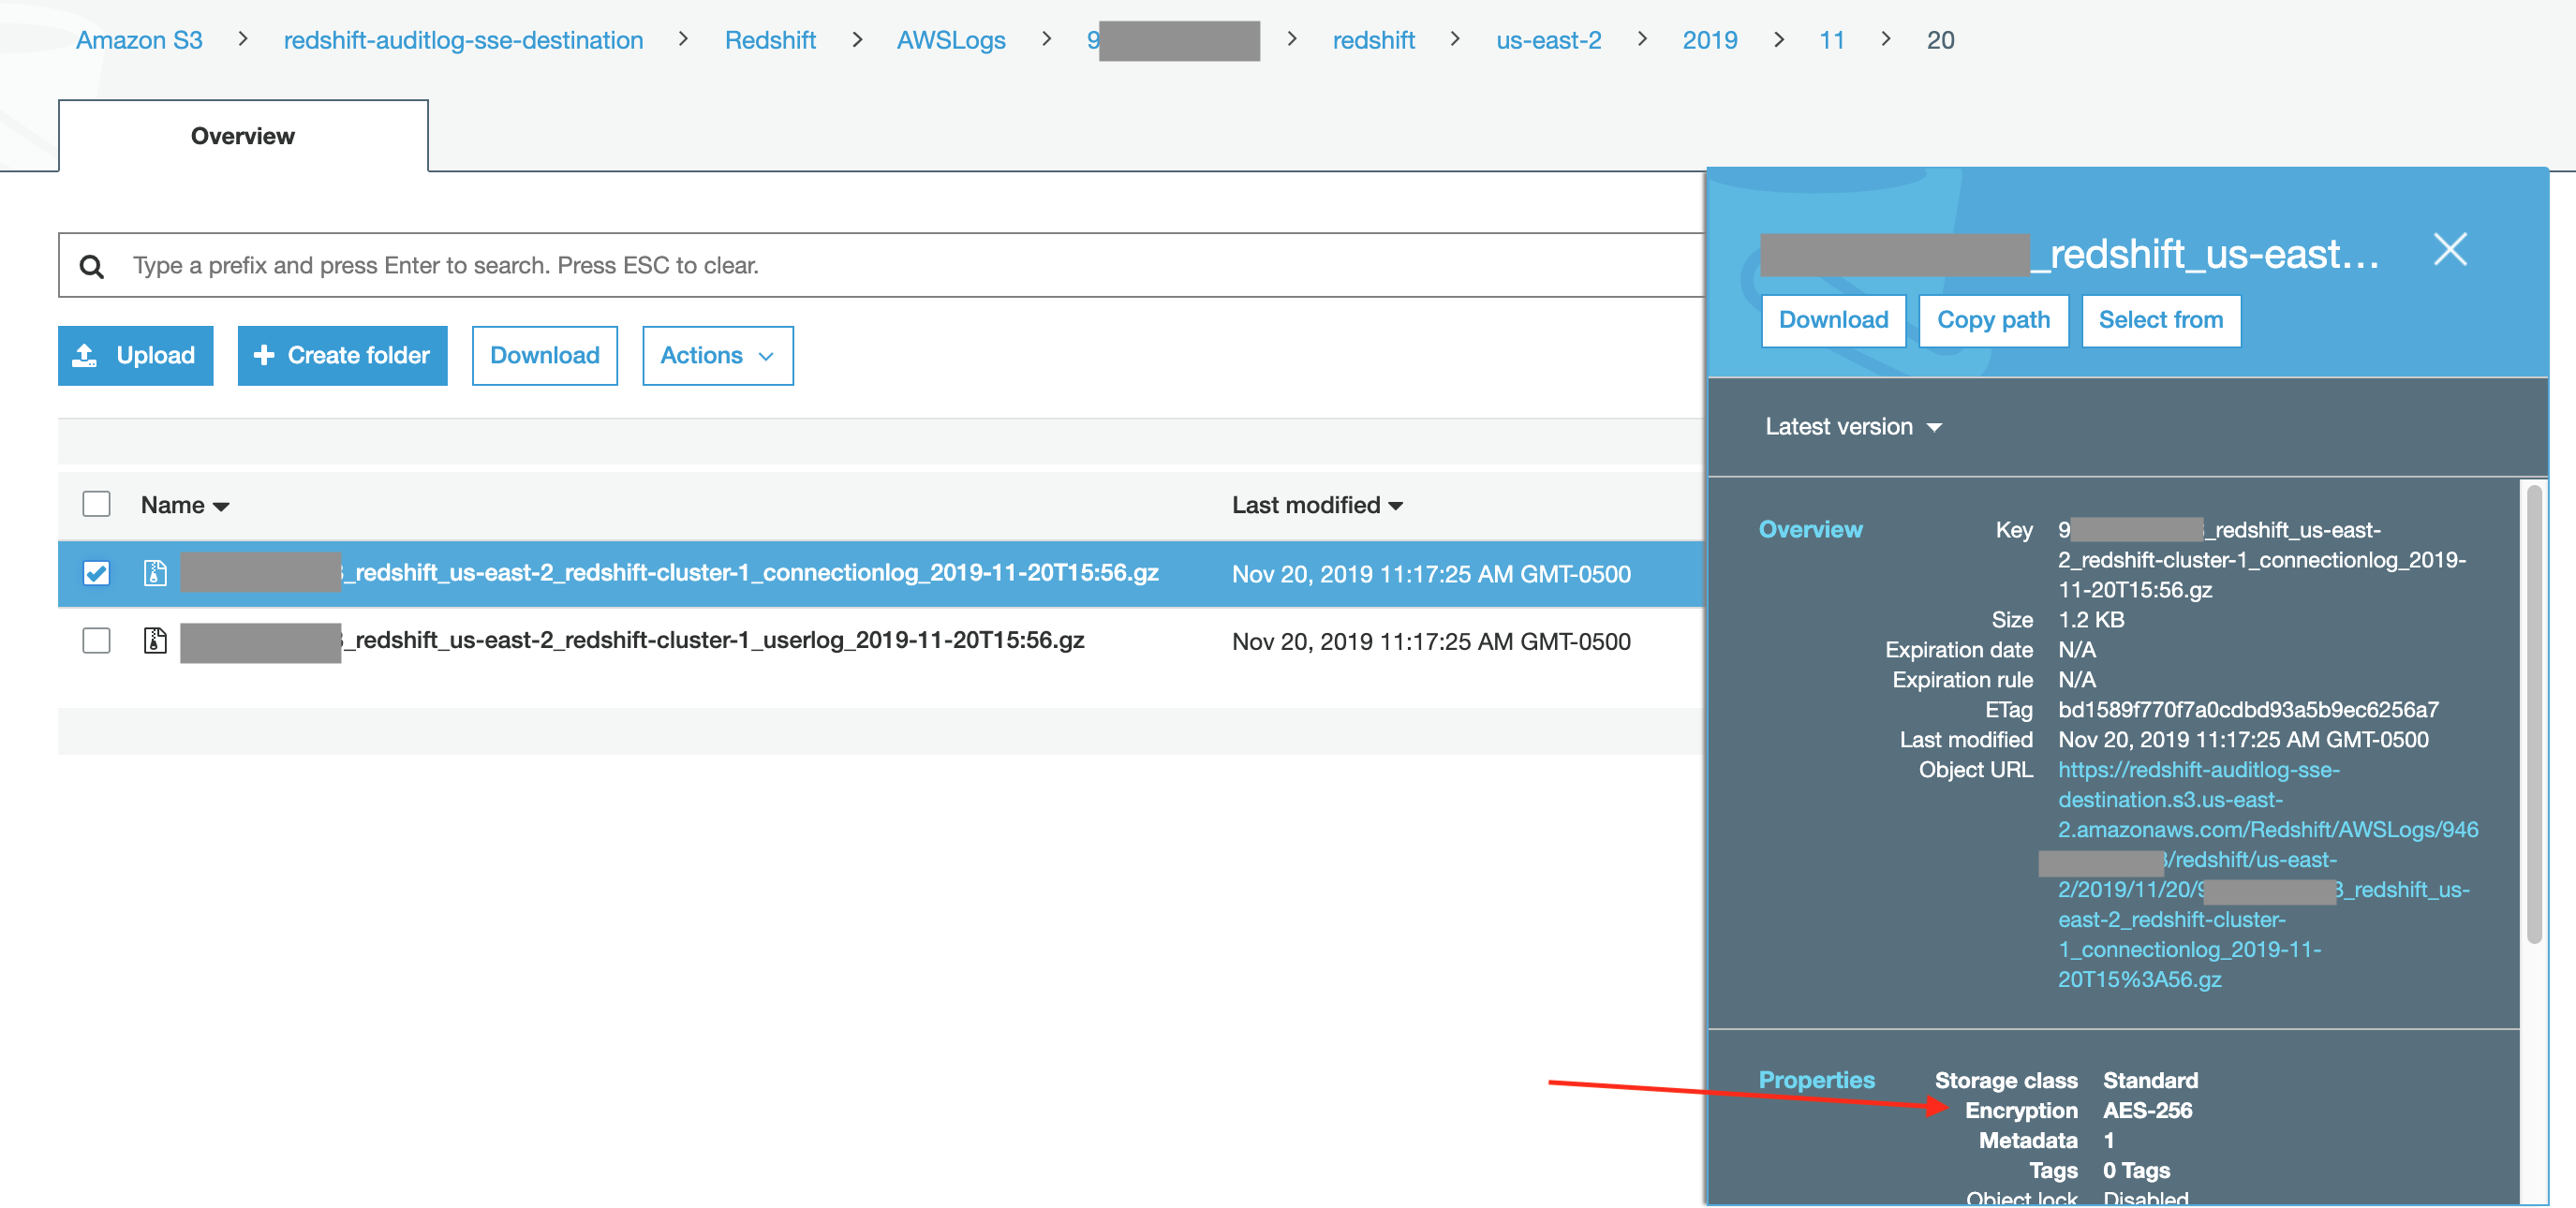 Amazon S3 > redshift-auditlog-sse-destination > Redshift > AWSLogs > 9 > redshift > us-east-2 > 2019 > 11 > 20
Overview
Type a prefix and press Enter to search. Press ESC to clear.
Upload
Create folder
Download
Actions
Name
Last modified
_redshift_us-east-2_redshift-cluster-1_connectionlog_2019-11-20T15:56.gz
Nov 20, 2019 11:17:25 AM GMT-0500
_redshift_us-east-2_redshift-cluster-1_userlog_2019-11-20T15:56.gz
Nov 20, 2019 11:17:25 AM GMT-0500
_redshift_us-east...
Download
Copy path
Select from
Latest version
Overview
Key 9 _redshift_us-east-
2_redshift-cluster-1_connectionlog_2019-
11-20T15:56.gz
Size 1.2 KB
Expiration date N/A
Expiration rule N/A
ETag bd1589f770f7a0cdbd93a5b9ec6256a7
Last modified Nov 20, 2019 11:17:25 AM GMT-0500
Object URL https://redshift-auditlog-sse-
destination.s3.us-east-
2.amazonaws.com/Redshift/AWSLogs/946
/redshift/us-east-
2/2019/11/20/9 3_redshift_us-
east-2_redshift-cluster-
1_connectionlog_2019-11-
20T15%3A56.gz
Properties
Storage class Standard
Encryption AES-256
Metadata 1
Tags 0 Tags
Object lock Disabled